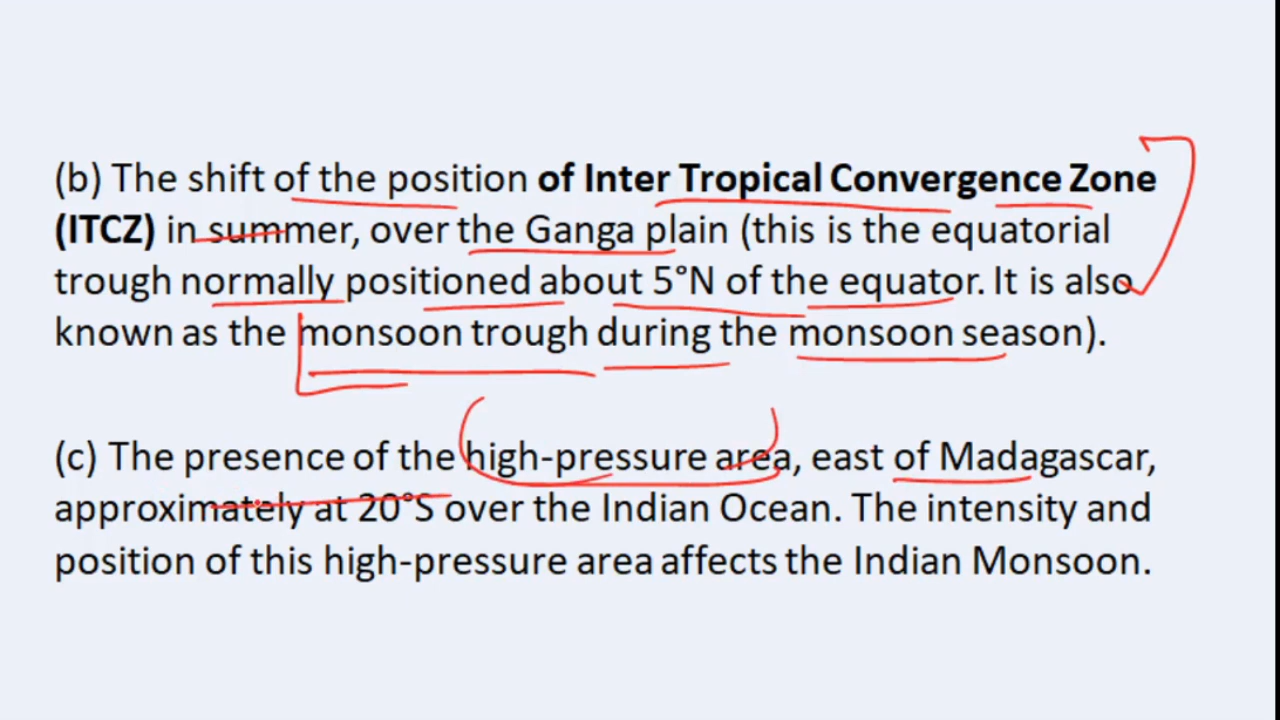 (b) The shift of the position of Inter Tropical Convergence Zone
(ITCZ) in summer, over the Ganga plain (this is the equatorial
trough normally positioned about 5°N of the equator. It is also
known as the monsoon trough during the monsoon season).
(c) The presence of the high-pressure area, east of Madagascar,
approximately at 20°S over the Indian Ocean. The intensity and
position of this high-pressure area affects the Indian Monsoon.